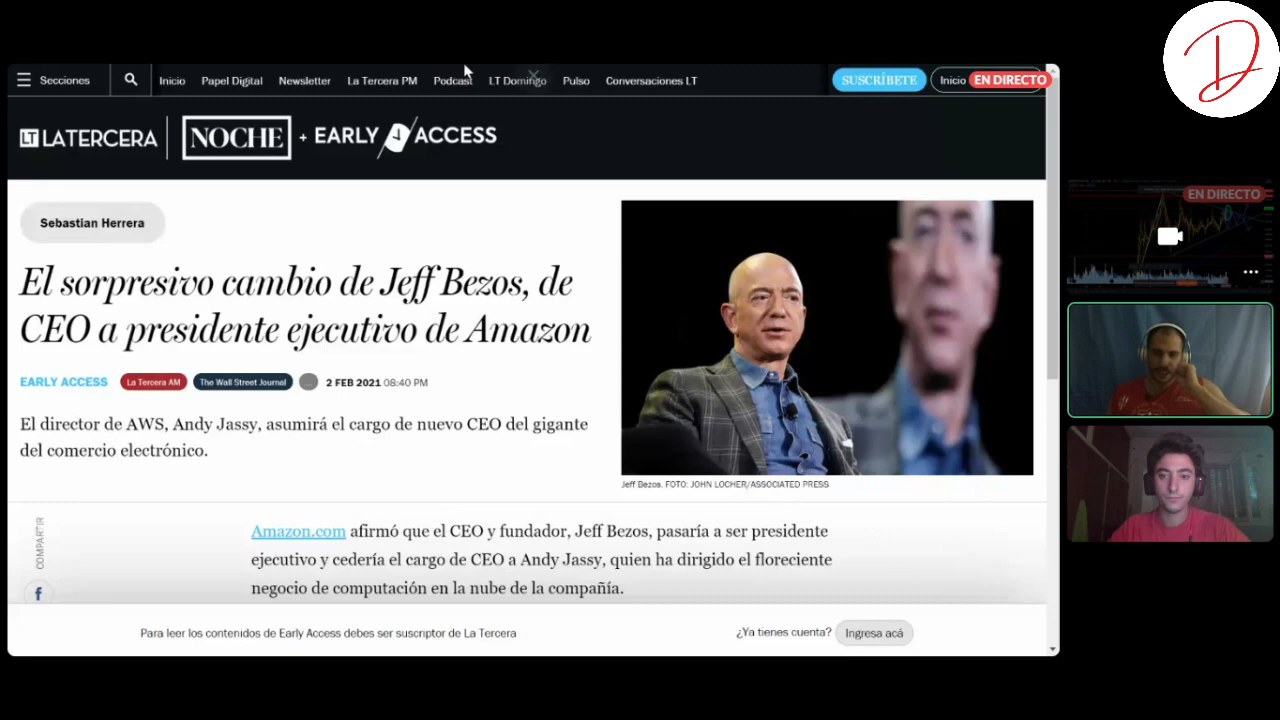 Secciones
Inicio
Papel Digital
Newsletter
La Tercera PM
Podcast
LT Domingo
Pulso
Conversaciones LT
SUSCRÍBETE
Inicio
EN DIRECTO
LT LATERCERA
NOCHE + EARLY ACCESS
D
EN DIRECTO
Sebastian Herrera
El sorpresivo cambio de Jeff Bezos, de
CEO a presidente ejecutivo de Amazon
EARLY ACCESS La Tercera AM The Wall Street Journal 2 FEB 2021 08:40 PM
El director de AWS, Andy Jassy, asumirá el cargo de nuevo CEO del gigante
del comercio electrónico.
Jeff Bezos. FOTO: JOHN LOCHER/ASSOCIATED PRESS
COMPARTIR
f
Amazon.com afirmó que el CEO y fundador, Jeff Bezos, pasaría a ser presidente
ejecutivo y cedería el cargo de CEO a Andy Jassy, quien ha dirigido el floreciente
negocio de computación en la nube de la compañía.
Para leer los contenidos de Early Access debes ser suscriptor de La Tercera
¿Ya tienes cuenta? Ingresa acá